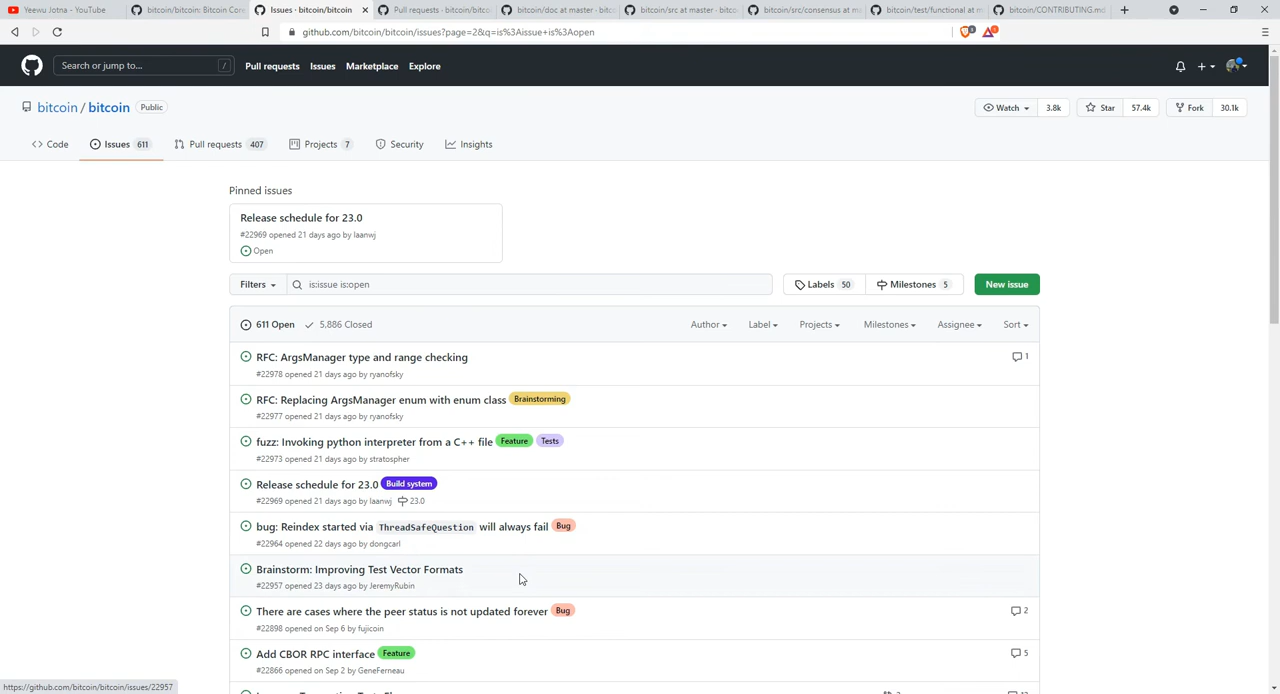 Yeewu Jotna - YouTube
bitcoin/bitcoin: Bitcoin Core
Issues · bitcoin/bitcoin
Pull requests · bitcoin/bitc
bitcoin/doc at master · bitc
bitcoin/src at master · bitc
bitcoin/src/consensus at m
bitcoin/test/functional at m
bitcoin/CONTRIBUTING.md
github.com/bitcoin/bitcoin/issues?page=2&q=is%3Aissue+is%3Aopen
Search or jump to...
/
Pull requests
Issues
Marketplace
Explore
bitcoin / bitcoin
Public
Watch
3.8k
Star
57.4k
Fork
30.1k
Code
Issues 611
Pull requests 407
Projects 7
Security
Insights
Pinned issues
Release schedule for 23.0
#22969 opened 21 days ago by laanwj
Open
Filters
is:issue is:open
Labels 50
Milestones 5
New issue
611 Open
5,886 Closed
Author
Label
Projects
Milestones
Assignee
Sort
RFC: ArgsManager type and range checking
1
#22978 opened 21 days ago by ryanofsky
RFC: Replacing ArgsManager enum with enum class Brainstorming
#22977 opened 21 days ago by ryanofsky
fuzz: Invoking python interpreter from a C++ file Feature Tests
#22973 opened 21 days ago by stratospher
Release schedule for 23.0 Build system
#22969 opened 21 days ago by laanwj 23.0
bug: Reindex started via ThreadSafeQuestion will always fail Bug
#22964 opened 22 days ago by dongcarl
Brainstorm: Improving Test Vector Formats
#22957 opened 23 days ago by JeremyRubin
There are cases where the peer status is not updated forever Bug
2
#22898 opened on Sep 6 by fujicoin
Add CBOR RPC interface Feature
5
#22866 opened on Sep 2 by GeneFerneau
https://github.com/bitcoin/bitcoin/issues/22957